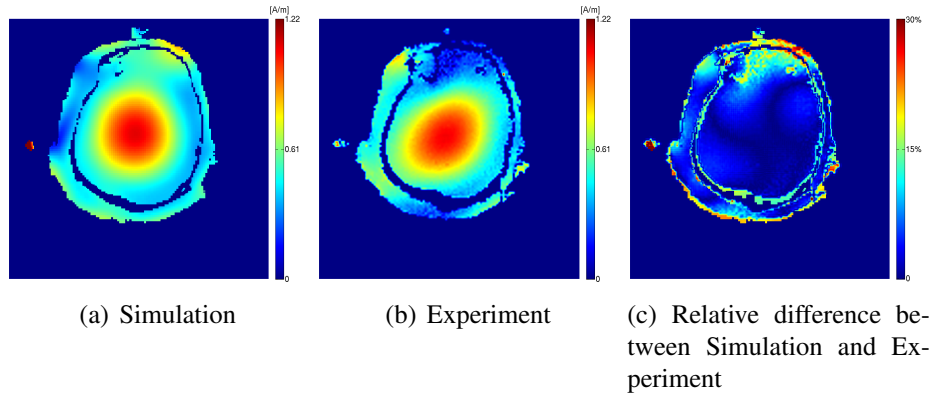 [A/m]
1.22
0.61
0
[A/m]
1.22
0.61
0
30%
15%
0
(a) Simulation
(b) Experiment
(c) Relative difference be-
tween Simulation and Ex-
periment